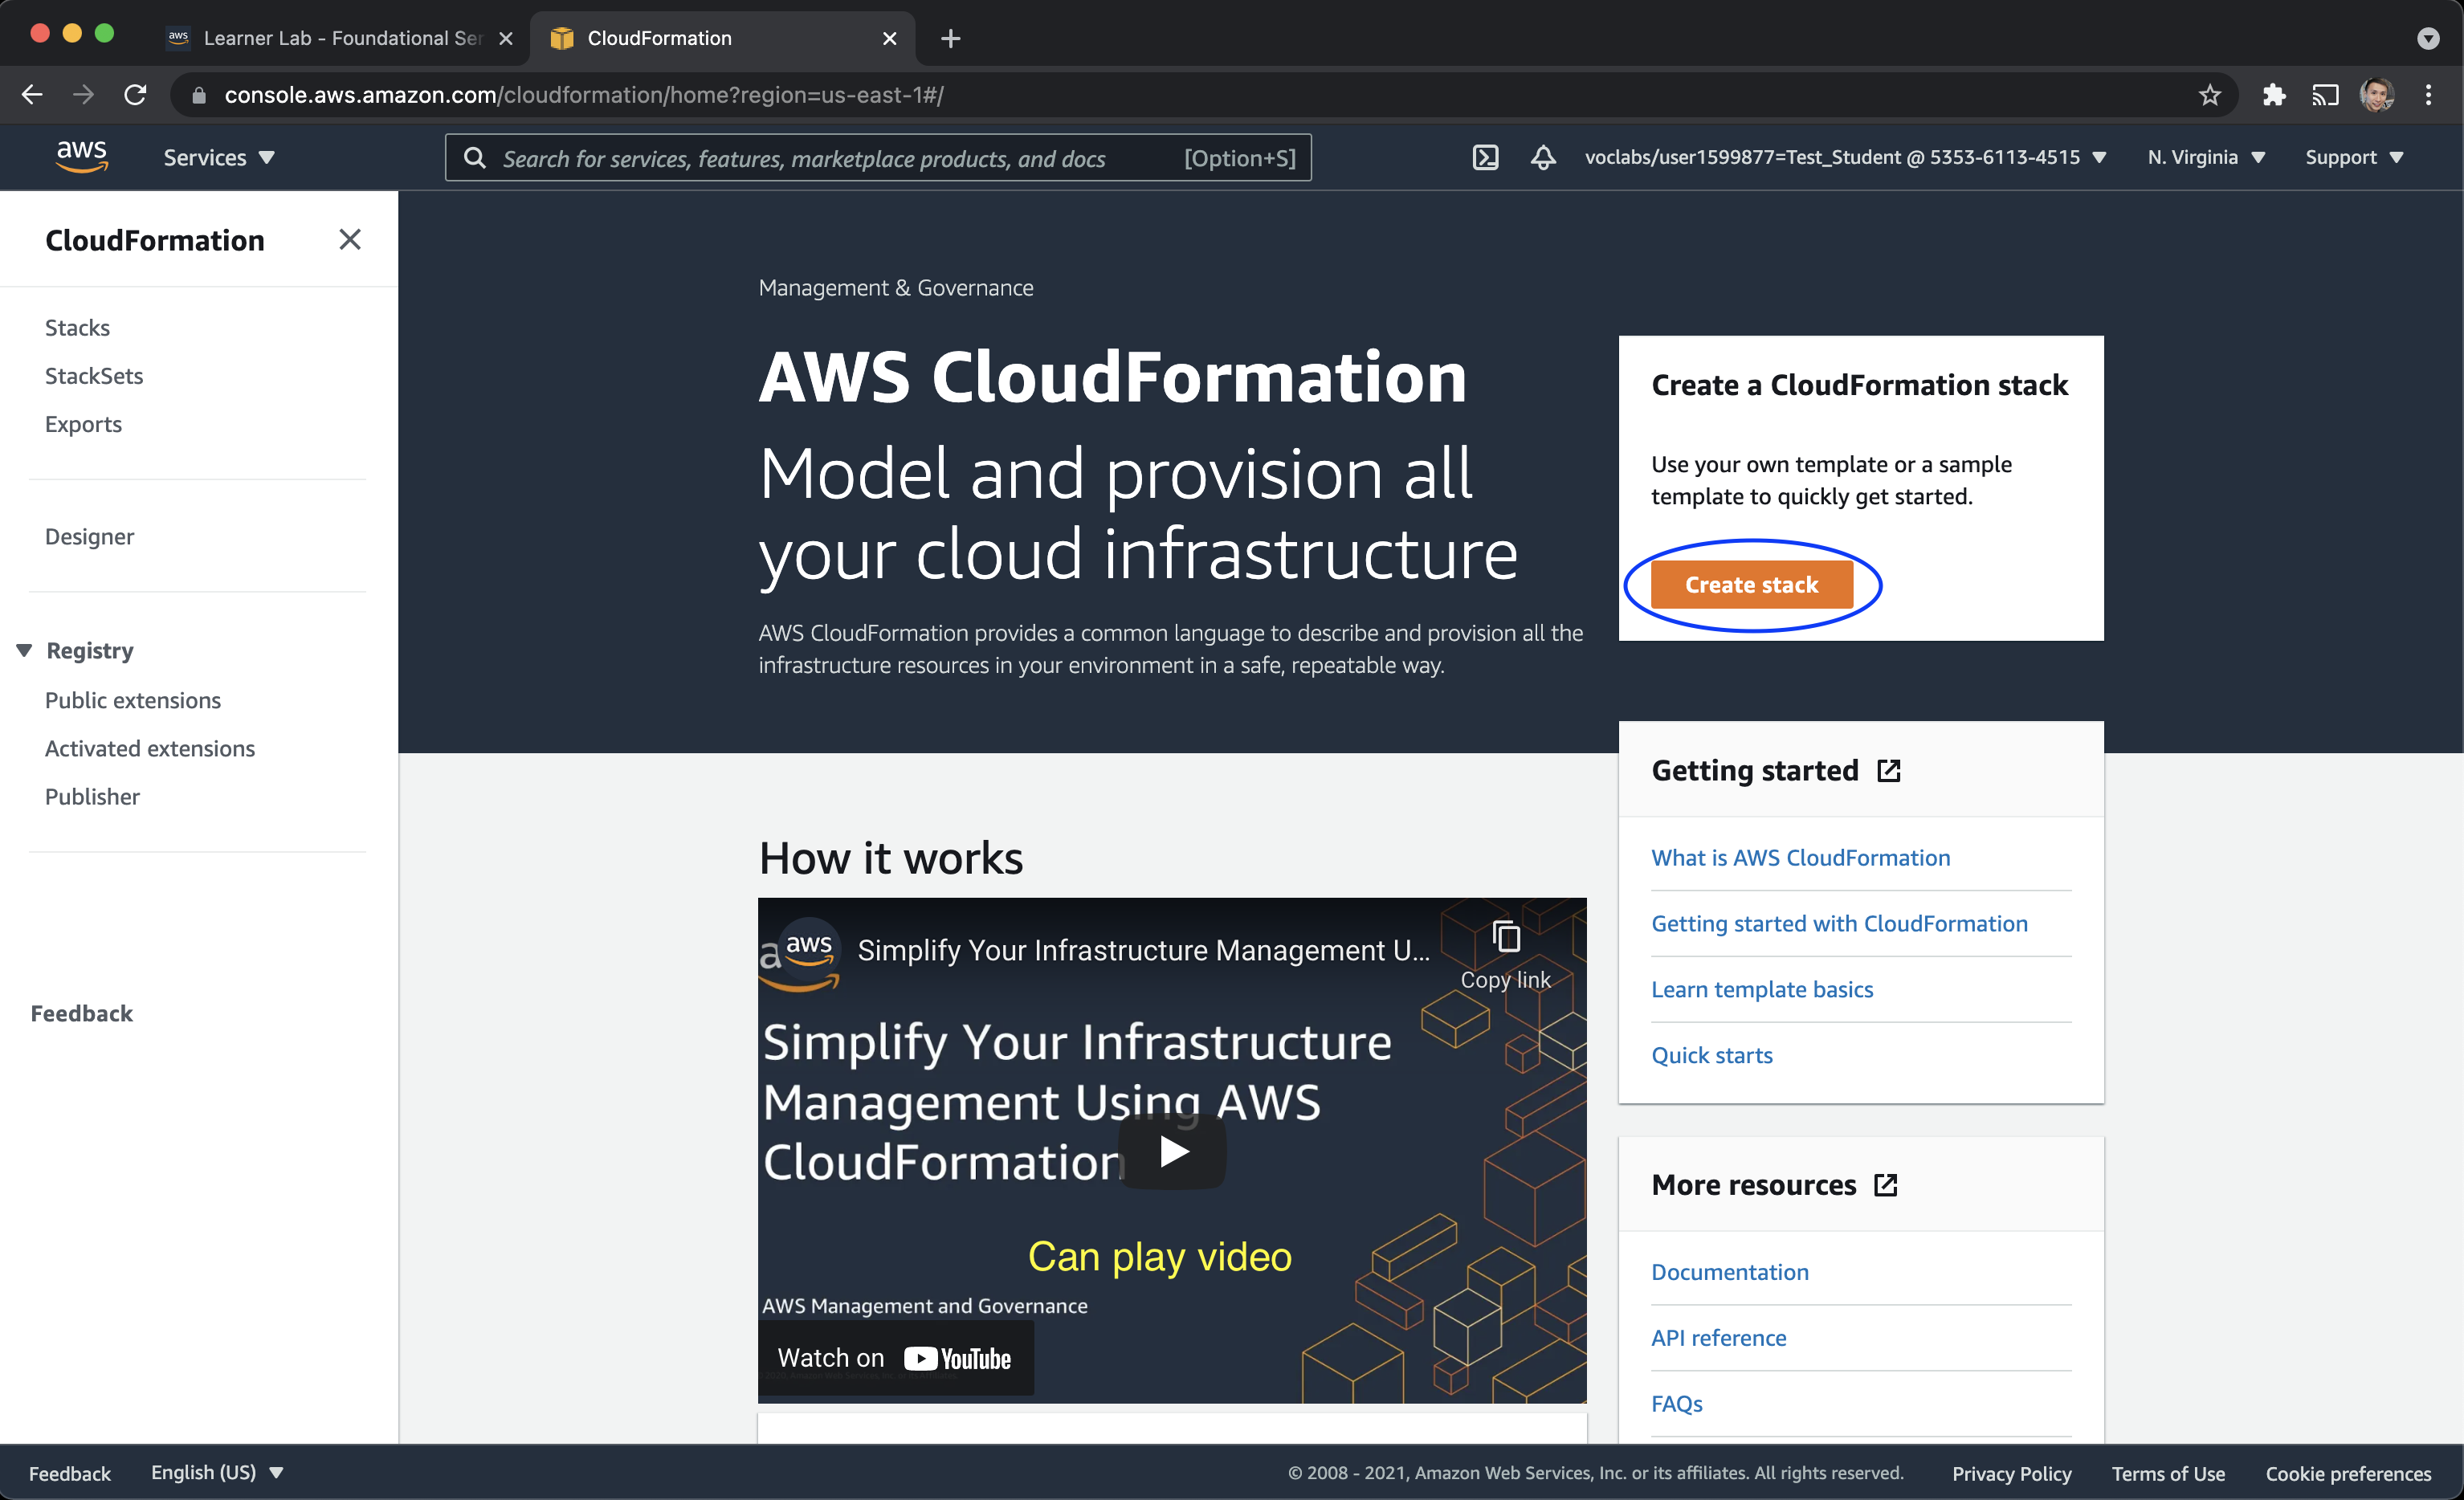 aws Learner Lab - Foundational Ser
CloudFormation
console.aws.amazon.com/cloudformation/home?region=us-east-1#/
aws Services
Search for services, features, marketplace products, and docs [Option+S]
voclabs/user1599877=Test_Student @ 5353-6113-4515 N. Virginia Support
CloudFormation
Stacks
StackSets
Exports
Designer
Registry
Public extensions
Activated extensions
Publisher
Feedback
Management & Governance
AWS CloudFormation
Model and provision all
your cloud infrastructure
AWS CloudFormation provides a common language to describe and provision all the
infrastructure resources in your environment in a safe, repeatable way.
Create a CloudFormation stack
Use your own template or a sample
template to quickly get started.
Create stack
How it works
aws Simplify Your Infrastructure Management U...
Copy link
Simplify Your Infrastructure
Management Using AWS
CloudFormation
Can play video
AWS Management and Governance
Watch on YouTube
Getting started
What is AWS CloudFormation
Getting started with CloudFormation
Learn template basics
Quick starts
More resources
Documentation
API reference
FAQs
Feedback English (US)
© 2008 - 2021, Amazon Web Services, Inc. or its affiliates. All rights reserved. Privacy Policy Terms of Use Cookie preferences